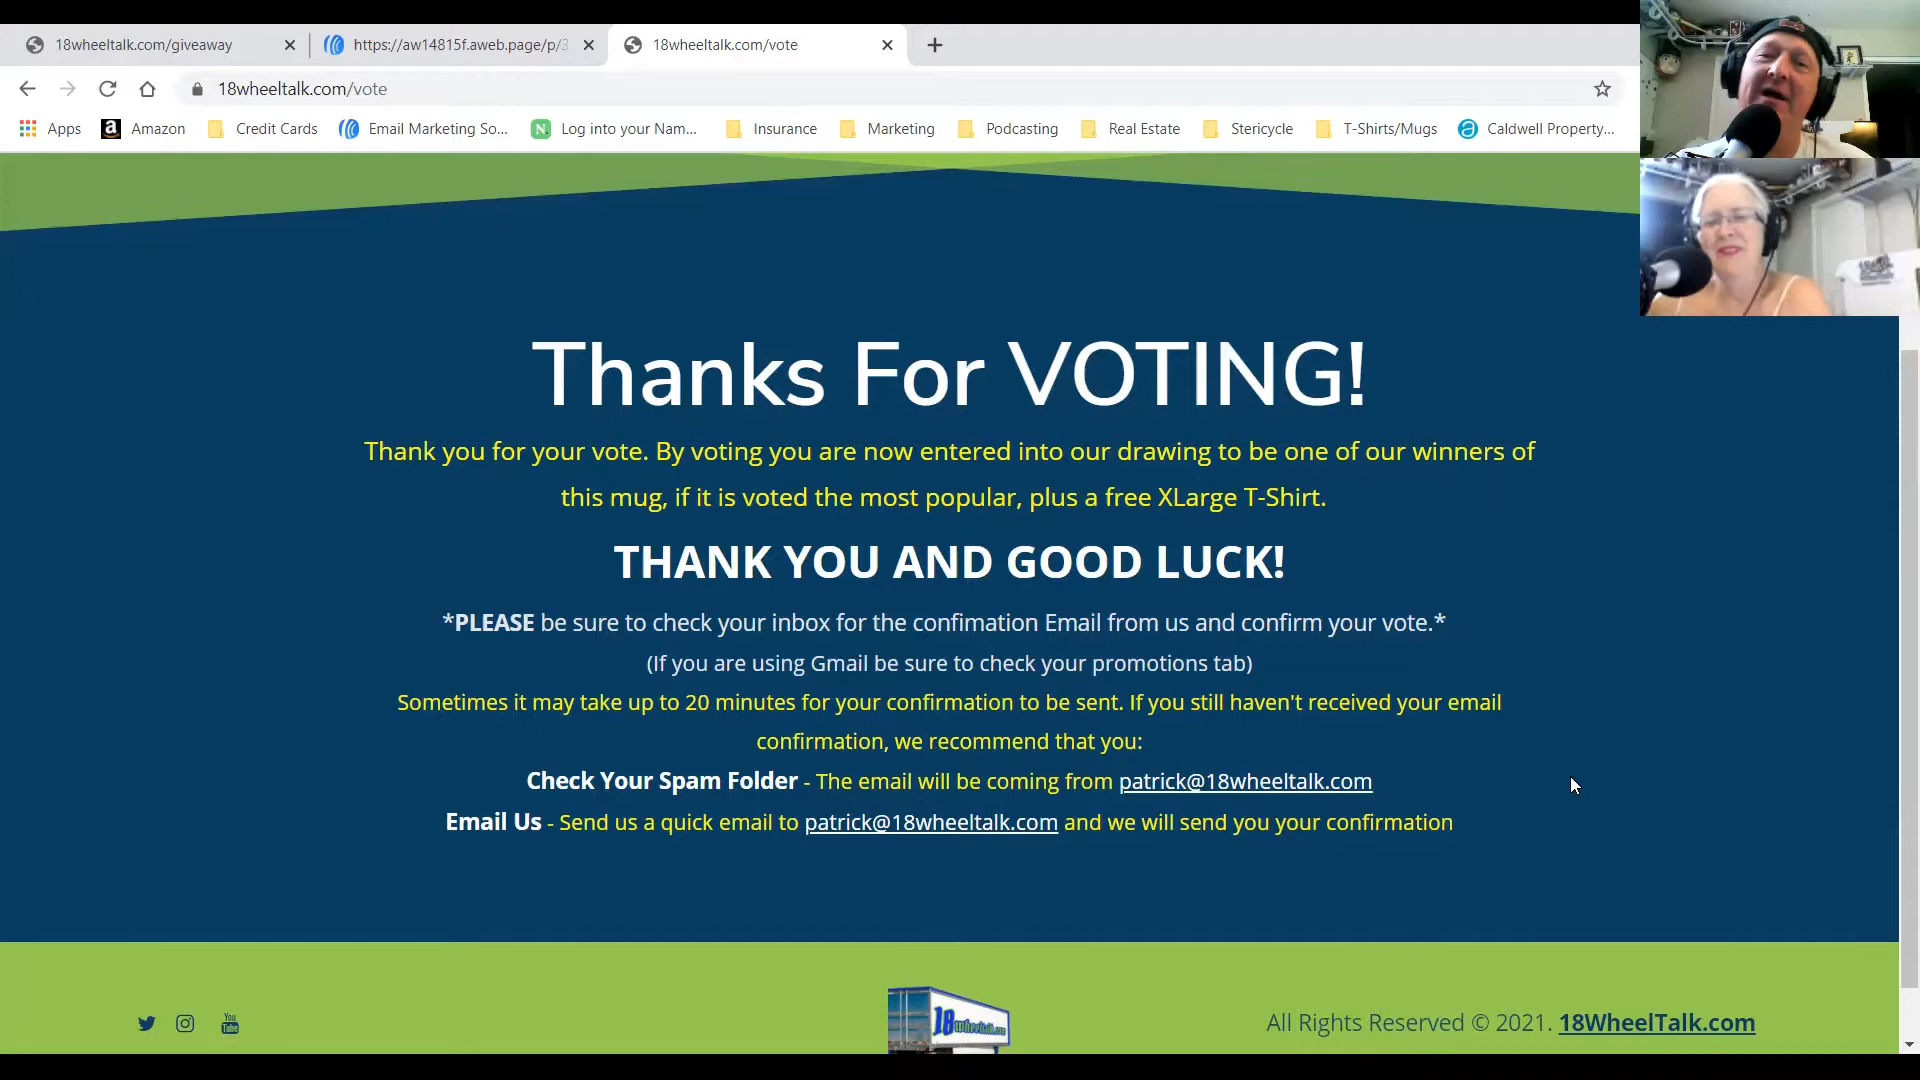 18wheeltalk.com/giveaway
https://aw14815f.aweb.page/p/3
18wheeltalk.com/vote
18wheeltalk.com/vote
Apps
Amazon
Credit Cards
Email Marketing So...
Log into your Nam...
Insurance
Marketing
Podcasting
Real Estate
Stericycle
T-Shirts/Mugs
Caldwell Property...
Thanks For VOTING!
Thank you for your vote. By voting you are now entered into our drawing to be one of our winners of
this mug, if it is voted the most popular, plus a free XLarge T-Shirt.
THANK YOU AND GOOD LUCK!
*PLEASE be sure to check your inbox for the confimation Email from us and confirm your vote.*
(If you are using Gmail be sure to check your promotions tab)
Sometimes it may take up to 20 minutes for your confirmation to be sent. If you still haven't received your email
confirmation, we recommend that you:
Check Your Spam Folder - The email will be coming from patrick@18wheeltalk.com
Email Us - Send us a quick email to patrick@18wheeltalk.com and we will send you your confirmation
You
Tube
18wheeltalk.com
All Rights Reserved © 2021. 18WheelTalk.com